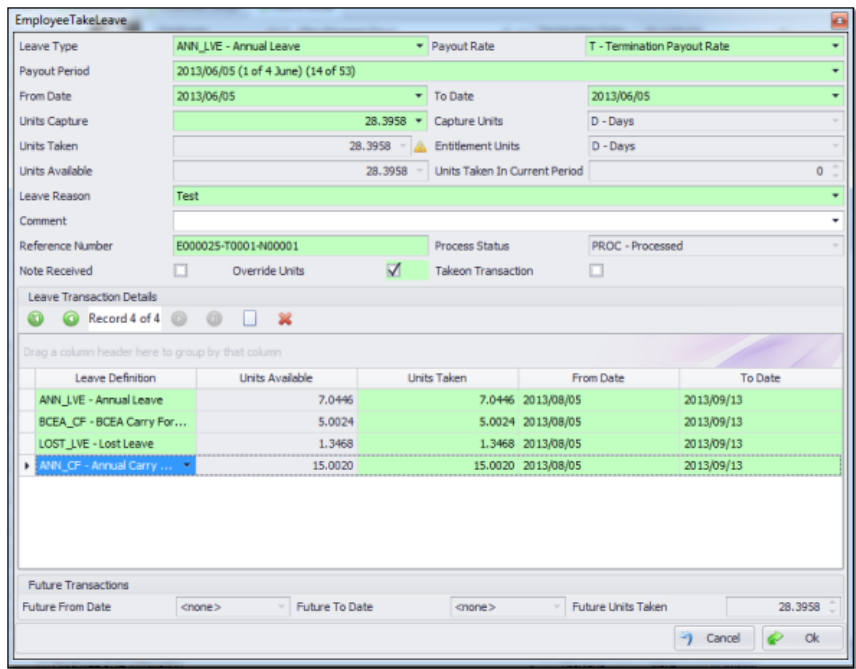 EmployeeTakeLeave
Leave Type ANN_LVE - Annual Leave Payout Rate T - Termination Payout Rate
Payout Period 2013/06/05 (1 of 4 June) (14 of 53)
From Date 2013/06/05 To Date 2013/06/05
Units Capture 28.3958 Capture Units D - Days
Units Taken 28.3958 Entitlement Units D - Days
Units Available 28.3958 Units Taken In Current Period 0
Leave Reason Test
Comment
Reference Number E000025-T0001-N00001 Process Status PROC - Processed
Note Received Override Units Takeon Transaction
Leave Transaction Details
Record 4 of 4
Drag a column header here to group by that column
Leave Definition Units Available Units Taken From Date To Date
ANN_LVE - Annual Leave 7.0446 7.0446 2013/08/05 2013/09/13
BCEA_CF - BCEA Carry For... 5.0024 5.0024 2013/08/05 2013/09/13
LOST_LVE - Lost Leave 1.3468 1.3468 2013/08/05 2013/09/13
ANN_CF - Annual Carry ... 15.0020 15.0020 2013/08/05 2013/09/13
Future Transactions
Future From Date <none> Future To Date <none> Future Units Taken 28.3958
Cancel Ok